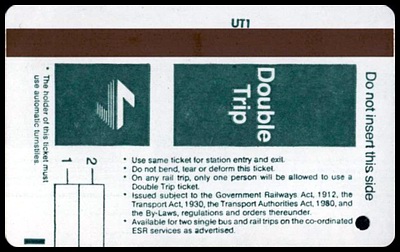 UT1
Do not insert this side
Double
Trip
* The holder of this ticket must
use automatic turnstiles.
1
2
* Use same ticket for station entry and exit.
* Do not bend, tear or deform this ticket.
* On any rail trip, only one person will be allowed to use a
Double Trip ticket.
* Issued subject to the Government Railways Act, 1912, the
Transport Act, 1930, the Transport Authorities Act, 1980, and
the By-Laws, regulations and orders thereunder.
* Available for two single bus and rail trips on the co-ordinated
ESR services as advertised.